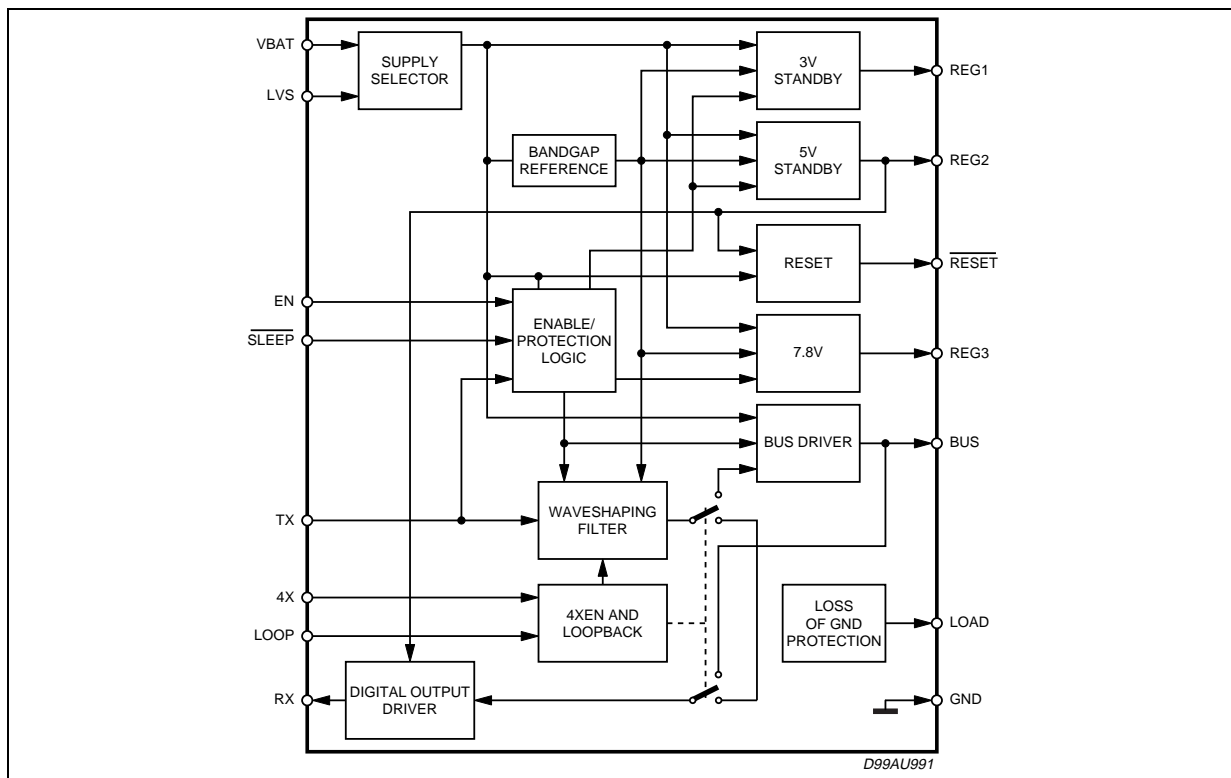 VBAT
SUPPLY
SELECTOR
LVS
3V
STANDBY
REG1
BANDGAP
REFERENCE
5V
STANDBY
REG2
RESET
RESET
EN
SLEEP
ENABLE/
PROTECTION
LOGIC
7.8V
REG3
BUS DRIVER
BUS
TX
WAVESHAPING
FILTER
4X
LOOP
4XEN AND
LOOPBACK
LOSS
OF GND
PROTECTION
LOAD
RX
DIGITAL OUTPUT
DRIVER
GND
D99AU991